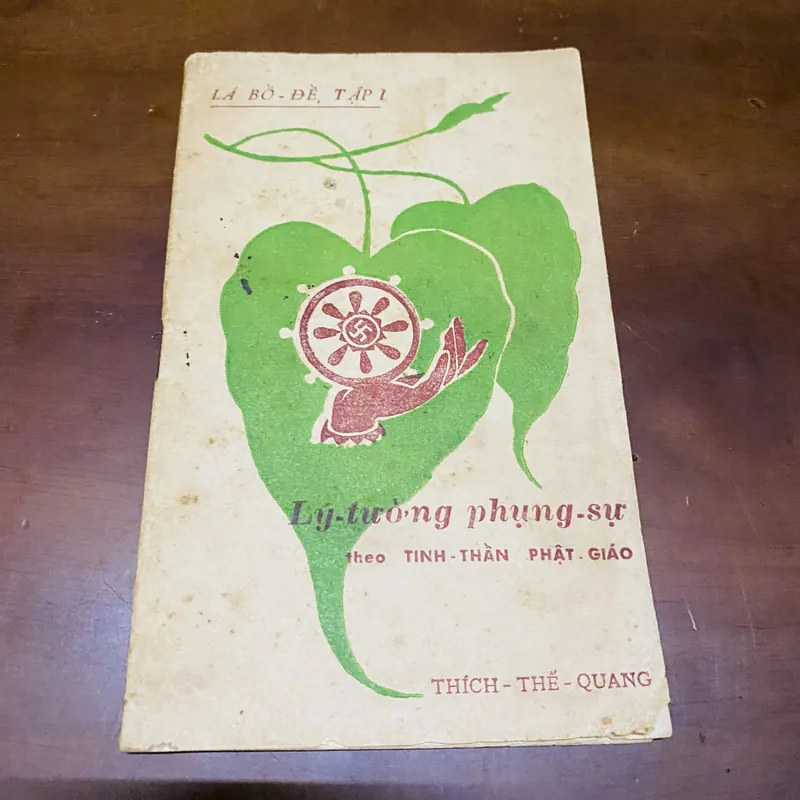 LÁ BỒ - ĐỀ, TẬP I
Lý-tưởng phụng-sự
theo TINH-THẦN PHẬT-GIÁO
THÍCH - THẾ - QUANG